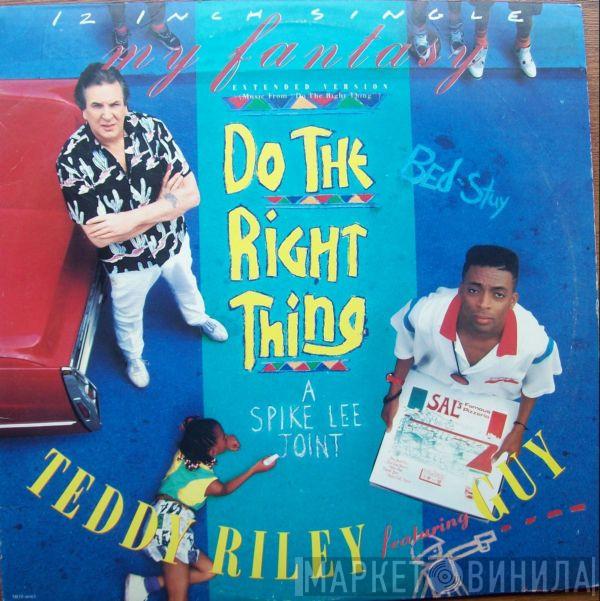 12 INCH SINGLE
my fantasy
EXTENDED VERSION
(Music From "Do The Right Thing")
DO THE
RIGHT
THING
A
SPIKE LEE
JOINT
BED-STUY
SAL'S Famous
Pizzeria
TEDDY RILEY featuring GUY
МАРКЕТ ВИНИЛА!